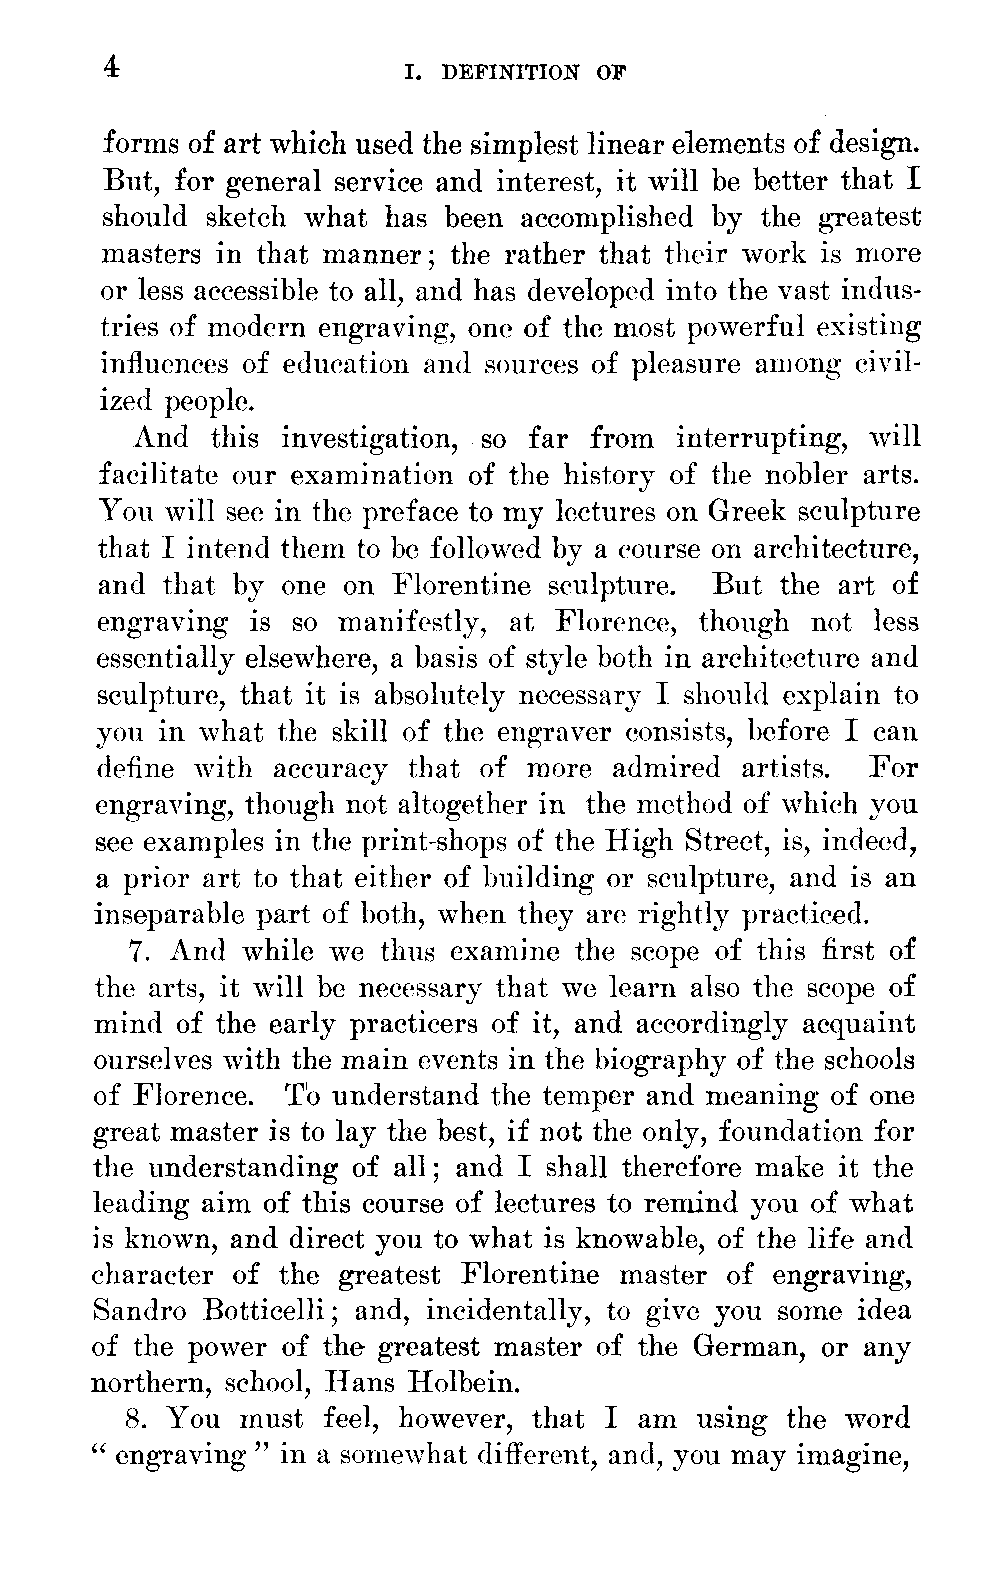 4 I. DEFINITION OF
forms of art which used the simplest linear elements of design.
But, for general service and interest, it will be better that I
should sketch what has been accomplished by the greatest
masters in that manner; the rather that their work is more
or less accessible to all, and has developed into the vast indus-
tries of modern engraving, one of the most powerful existing
influences of education and sources of pleasure among civil-
ized people.
And this investigation, so far from interrupting, will
facilitate our examination of the history of the nobler arts.
You will see in the preface to my lectures on Greek sculpture
that I intend them to be followed by a course on architecture,
and that by one on Florentine sculpture. But the art of
engraving is so manifestly, at Florence, though not less
essentially elsewhere, a basis of style both in architecture and
sculpture, that it is absolutely necessary I should explain to
you in what the skill of the engraver consists, before I can
define with accuracy that of more admired artists. For
engraving, though not altogether in the method of which you
see examples in the print-shops of the High Street, is, indeed,
a prior art to that either of building or sculpture, and is an
inseparable part of both, when they are rightly practiced.
7. And while we thus examine the scope of this first of
the arts, it will be necessary that we learn also the scope of
mind of the early practicers of it, and accordingly acquaint
ourselves with the main events in the biography of the schools
of Florence. To understand the temper and meaning of one
great master is to lay the best, if not the only, foundation for
the understanding of all; and I shall therefore make it the
leading aim of this course of lectures to remind you of what
is known, and direct you to what is knowable, of the life and
character of the greatest Florentine master of engraving,
Sandro Botticelli; and, incidentally, to give you some idea
of the power of the greatest master of the German, or any
northern, school, Hans Holbein.
8. You must feel, however, that I am using the word
“ engraving ” in a somewhat different, and, you may imagine,